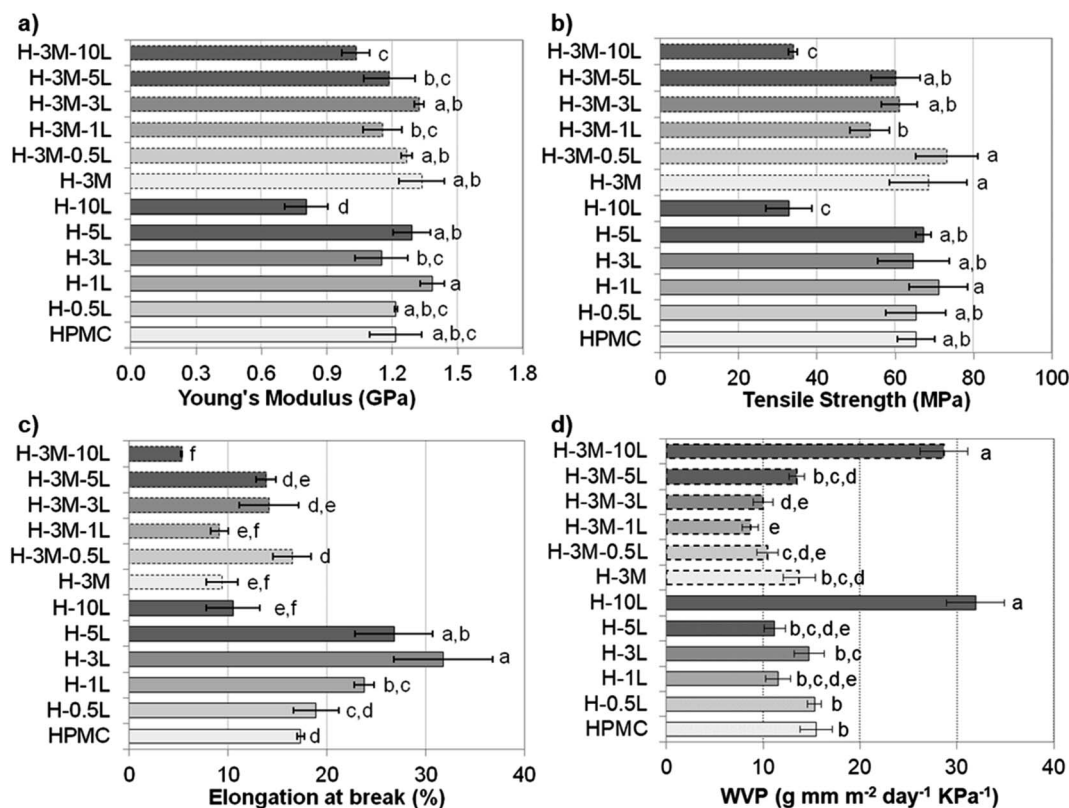 a)
H-3M-10L c
H-3M-5L b,c
H-3M-3L a,b
H-3M-1L b,c
H-3M-0.5L a,b
H-3M a,b
H-10L d
H-5L a,b
H-3L b,c
H-1L a
H-0.5L a,b,c
HPMC a,b,c
0.0 0.3 0.6 0.9 1.2 1.5 1.8
Young's Modulus (GPa)
b)
H-3M-10L c
H-3M-5L a,b
H-3M-3L a,b
H-3M-1L b
H-3M-0.5L a
H-3M a
H-10L c
H-5L a,b
H-3L a,b
H-1L a
H-0.5L a,b
HPMC a,b
0 20 40 60 80 100
Tensile Strength (MPa)
c)
H-3M-10L f
H-3M-5L d,e
H-3M-3L d,e
H-3M-1L e,f
H-3M-0.5L d
H-3M e,f
H-10L e,f
H-5L a,b
H-3L a
H-1L b,c
H-0.5L c,d
HPMC d
0 10 20 30 40
Elongation at break (%)
d)
H-3M-10L a
H-3M-5L b,c,d
H-3M-3L d,e
H-3M-1L e
H-3M-0.5L c,d,e
H-3M b,c,d
H-10L a
H-5L b,c,d,e
H-3L b,c
H-1L b,c,d,e
H-0.5L b
HPMC b
0 10 20 30 40
WVP (g mm m⁻² day⁻¹ KPa⁻¹)